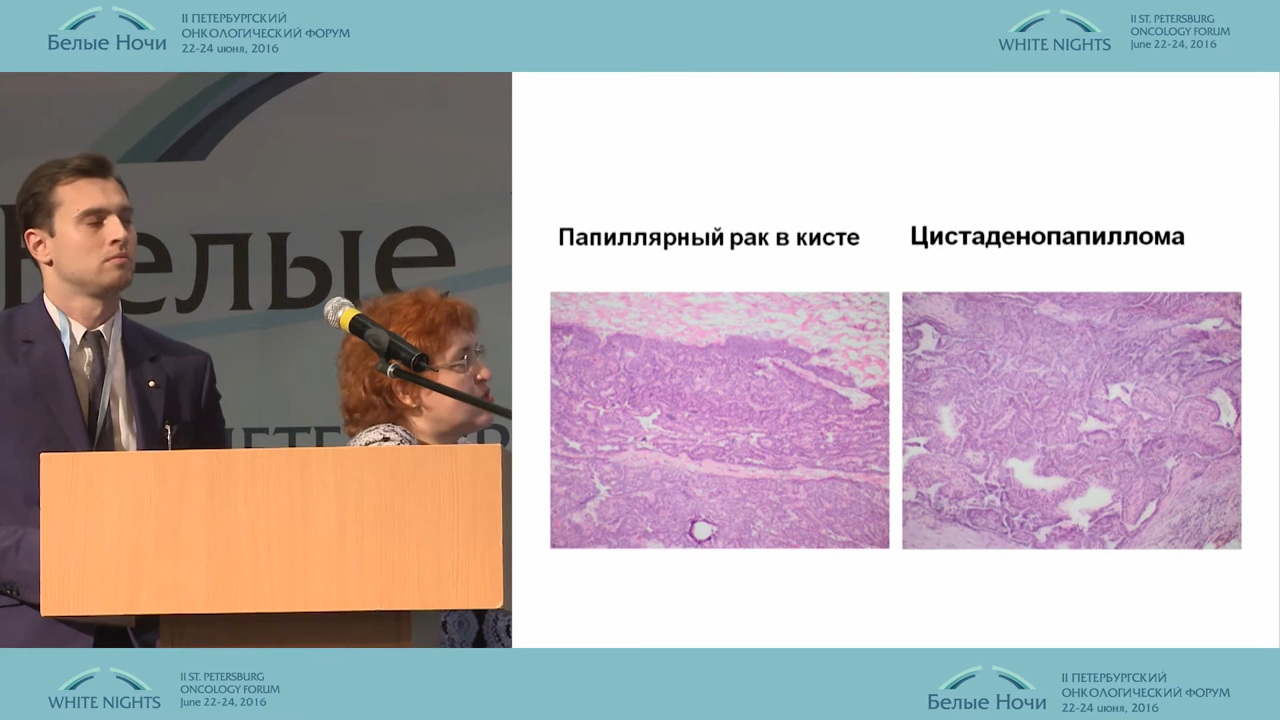 Белые Ночи
II ПЕТЕРБУРГСКИЙ
ОНКОЛОГИЧЕСКИЙ ФОРУМ
22-24 июня, 2016
WHITE NIGHTS
II ST. PETERSBURG
ONCOLOGY FORUM
June 22-24, 2016
Белые
Папиллярный рак в кисте
Цистаденопапиллома
WHITE NIGHTS
II ST. PETERSBURG
ONCOLOGY FORUM
June 22-24, 2016
Белые Ночи
II ПЕТЕРБУРГСКИЙ
ОНКОЛОГИЧЕСКИЙ ФОРУМ
22-24 июня, 2016